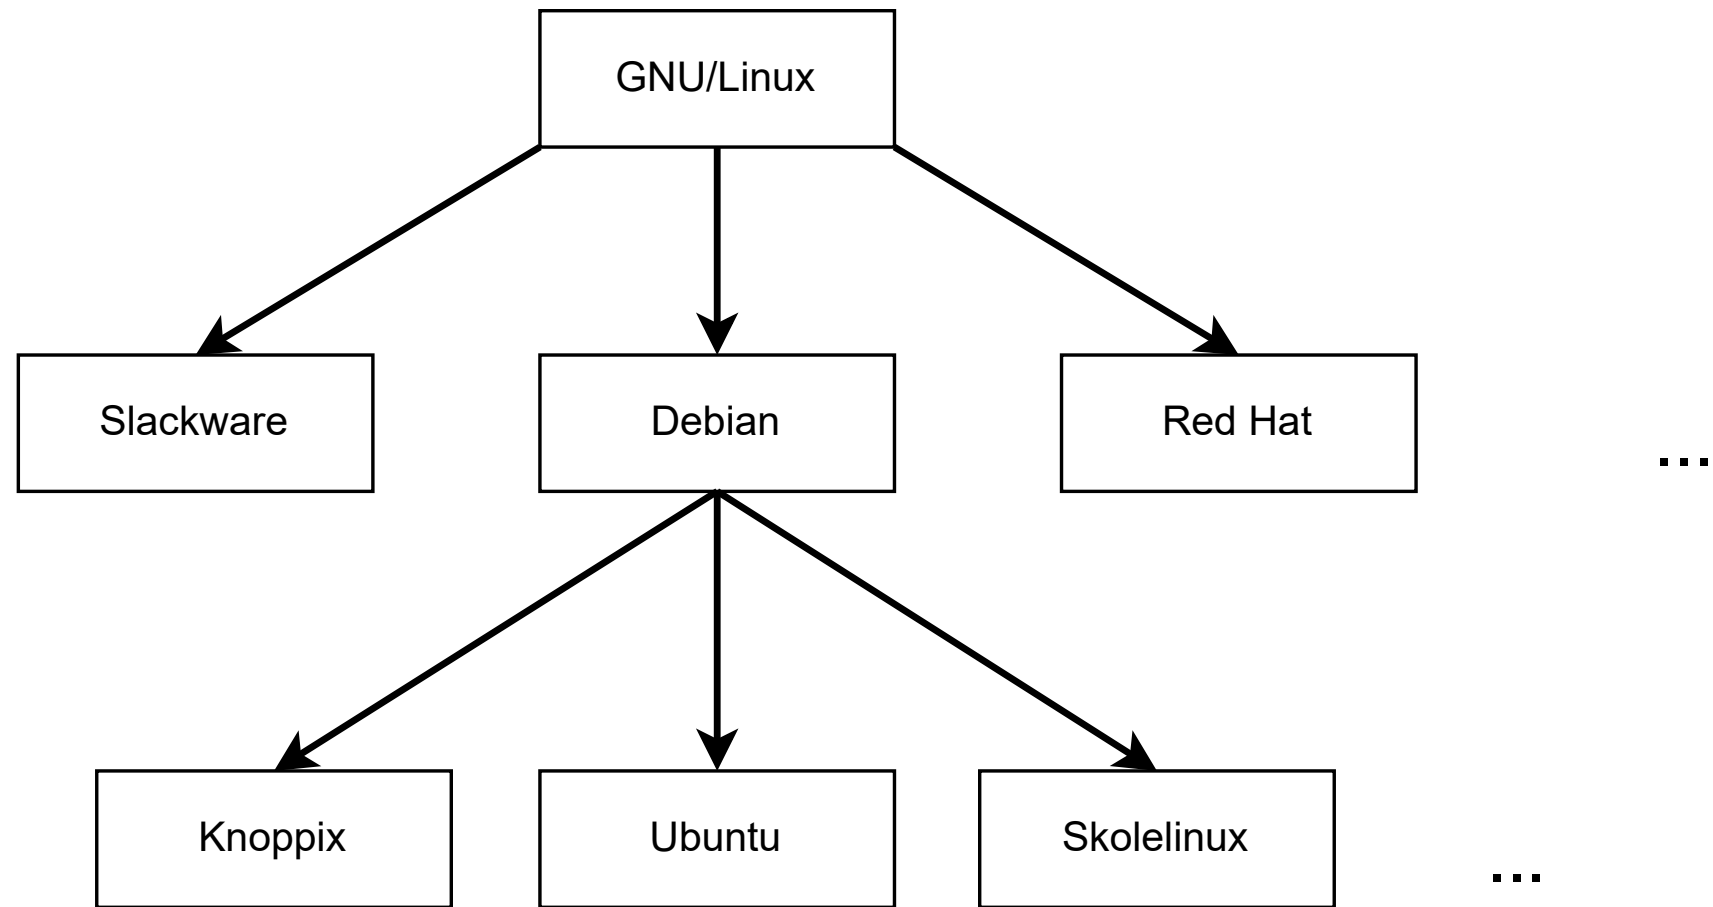 GNU/Linux
Slackware
Debian
Red Hat
...
Knoppix
Ubuntu
Skolelinux
...